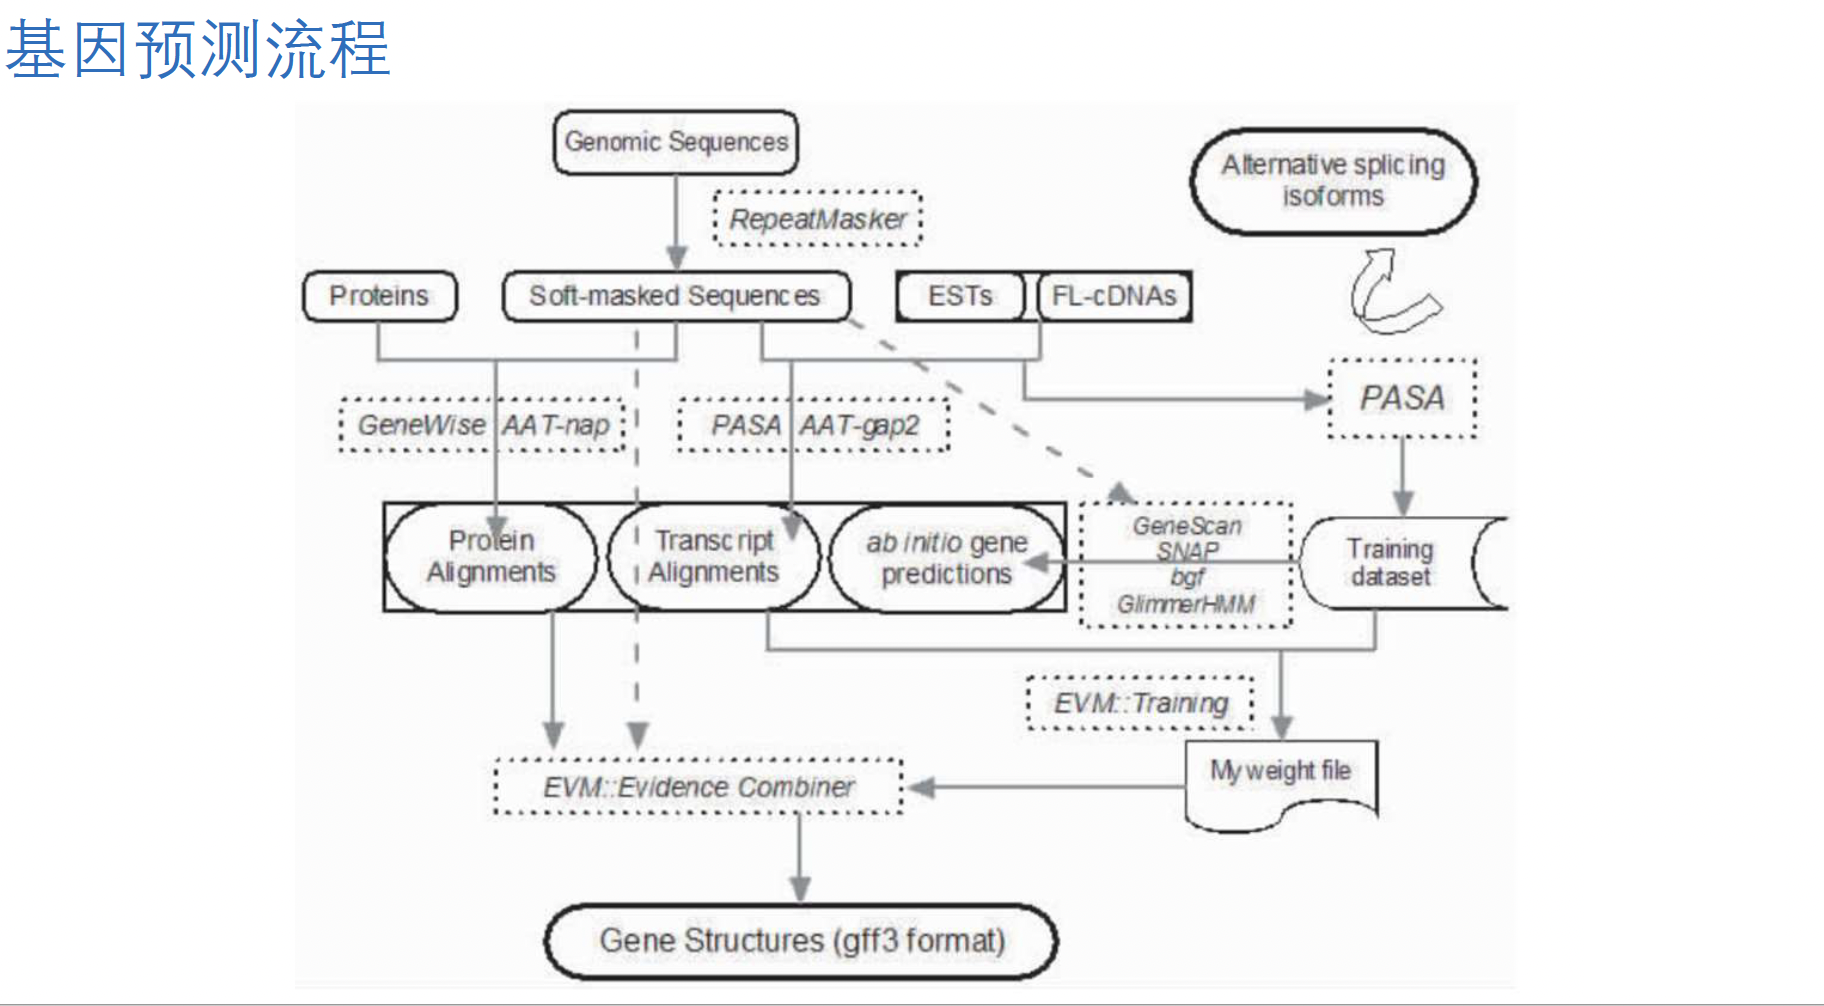 基因预测流程
Genomic Sequences
Alternative splicing
isoforms
RepeatMasker
Proteins
Soft-masked Sequences
ESTs
FL-cDNAs
GeneWise AAT-nap
PASA AAT-gap2
PASA
Protein
Alignments
Transcript
Alignments
ab initio gene
predictions
GeneScan
SNAP
bgf
GlimmerHMM
Training
dataset
EVM::Training
My weight file
EVM::Evidence Combiner
Gene Structures (gff3 format)